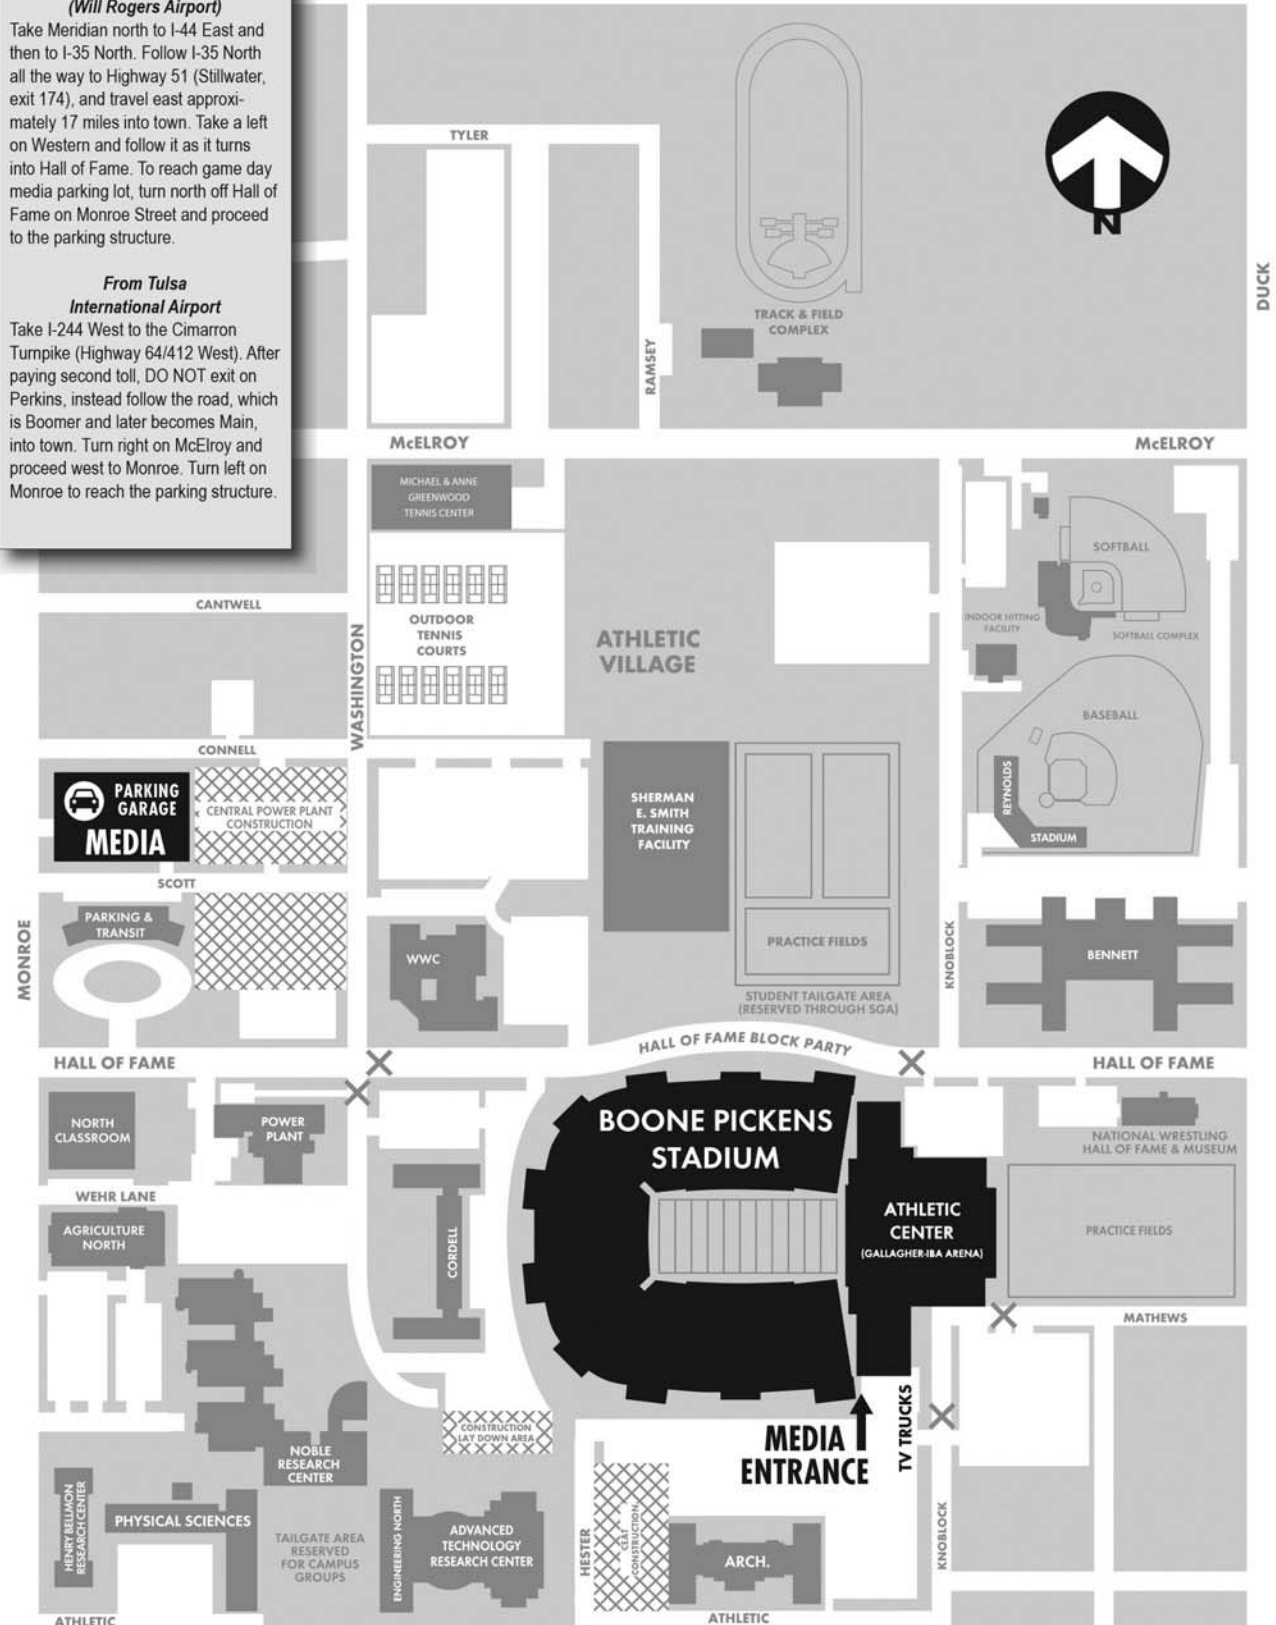 (Will Rogers Airport)
Take Meridian north to I-44 East and
then to I-35 North. Follow I-35 North
all the way to Highway 51 (Stillwater,
exit 174), and travel east approxi-
mately 17 miles into town. Take a left
on Western and follow it as it turns
into Hall of Fame. To reach game day
media parking lot, turn north off Hall of
Fame on Monroe Street and proceed
to the parking structure.
From Tulsa
International Airport
Take I-244 West to the Cimarron
Turnpike (Highway 64/412 West). After
paying second toll, DO NOT exit on
Perkins, instead follow the road, which
is Boomer and later becomes Main,
into town. Turn right on McElroy and
proceed west to Monroe. Turn left on
Monroe to reach the parking structure.
TYLER
N
DUCK
TRACK & FIELD
COMPLEX
RAMSEY
McELROY
McELROY
MICHAEL & ANNE
GREENWOOD
TENNIS CENTER
SOFTBALL
CANTWELL
OUTDOOR
TENNIS
COURTS
WASHINGTON
ATHLETIC
VILLAGE
INDOOR HITTING
FACILITY
SOFTBALL COMPLEX
BASEBALL
CONNELL
PARKING
GARAGE
MEDIA
CENTRAL POWER PLANT
CONSTRUCTION
SHERMAN
E. SMITH
TRAINING
FACILITY
REYNOLDS
STADIUM
SCOTT
MONROE
PARKING &
TRANSIT
WWC
PRACTICE FIELDS
KNOBLOCK
BENNETT
STUDENT TAILGATE AREA
(RESERVED THROUGH SGA)
HALL OF FAME
HALL OF FAME BLOCK PARTY
HALL OF FAME
NORTH
CLASSROOM
POWER
PLANT
BOONE PICKENS
STADIUM
NATIONAL WRESTLING
HALL OF FAME & MUSEUM
WEHR LANE
AGRICULTURE
NORTH
CORDELL
ATHLETIC
CENTER
(GALLAGHER-IBA ARENA)
PRACTICE FIELDS
MATHEWS
CONSTRUCTION
LAY DOWN AREA
MEDIA
ENTRANCE
TV TRUCKS
NOBLE
RESEARCH
CENTER
HENRY BELLMON
RESEARCH CENTER
PHYSICAL SCIENCES
TAILGATE AREA
RESERVED
FOR CAMPUS
GROUPS
ENGINEERING NORTH
ADVANCED
TECHNOLOGY
RESEARCH CENTER
HESTER
CEAT
CONSTRUCTION
ARCH.
KNOBLOCK
ATHLETIC
ATHLETIC